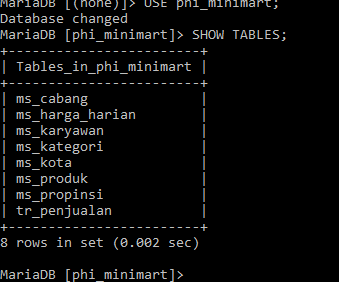 MariaDB [(none)]> USE phi_minimart;
Database changed
MariaDB [phi_minimart]> SHOW TABLES;
+------------------------+
| Tables_in_phi_minimart |
+------------------------+
| ms_cabang              |
| ms_harga_harian        |
| ms_karyawan            |
| ms_kategori            |
| ms_kota                |
| ms_produk              |
| ms_propinsi            |
| tr_penjualan           |
+------------------------+
8 rows in set (0.002 sec)
MariaDB [phi_minimart]>